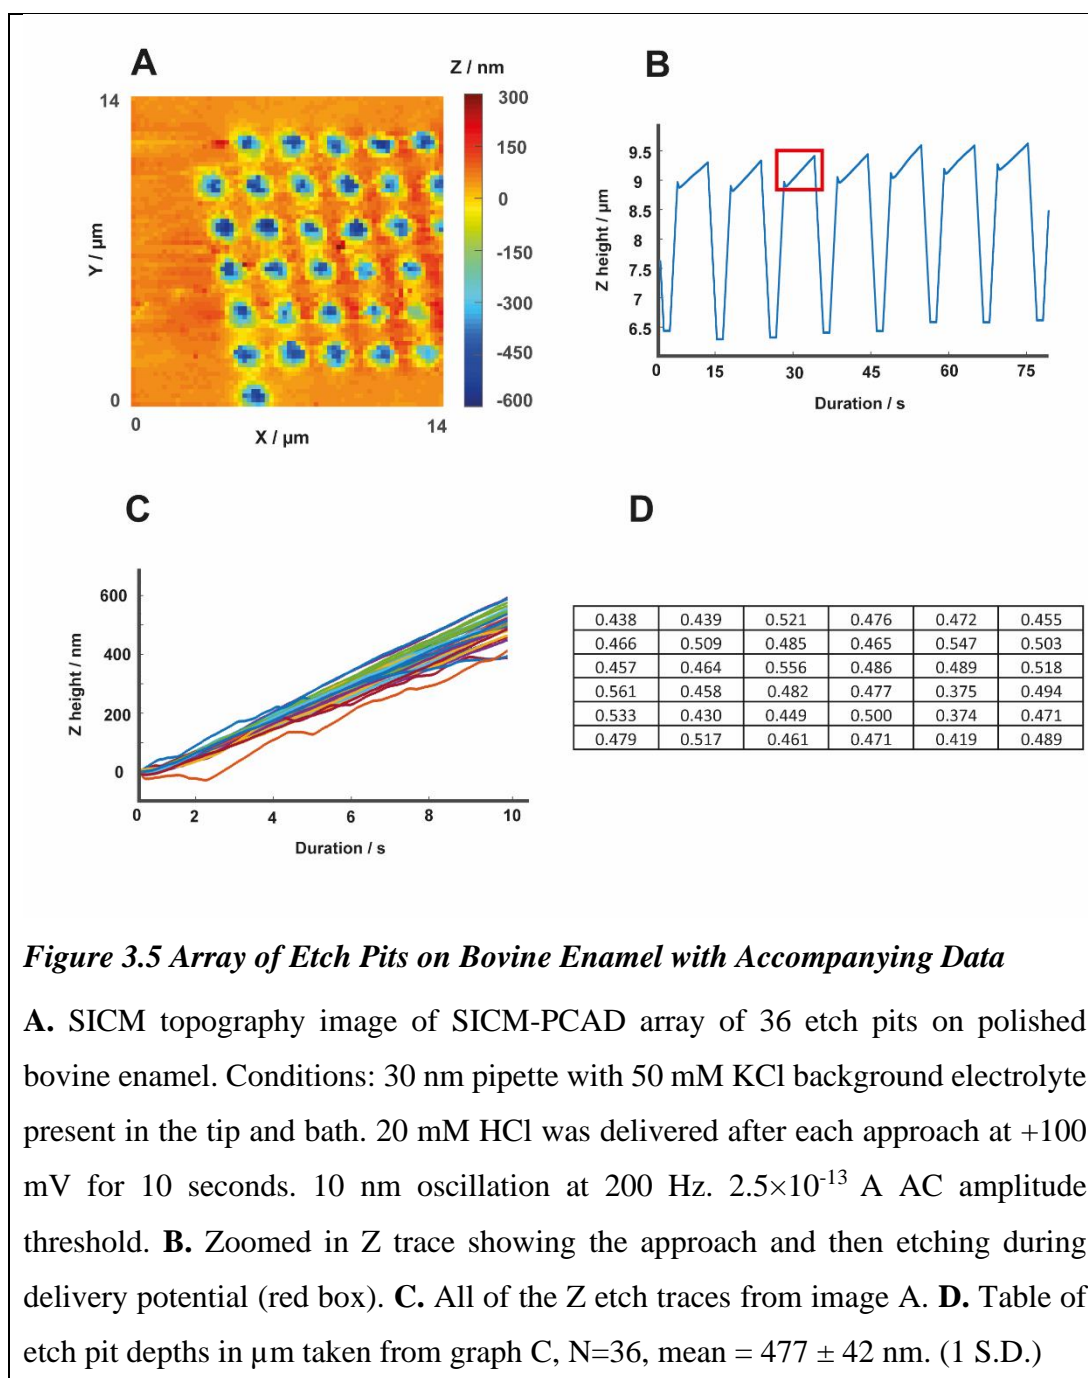 A
Z / nm
14
300
150
0
-150
-300
-450
-600
Y / µm
0
0
14
X / µm
B
9.5
9
8.5
8
7.5
7
6.5
Z height / µm
0 15 30 45 60 75
Duration / s
C
600
400
200
0
Z height / nm
0 2 4 6 8 10
Duration / s
D
0.438 0.439 0.521 0.476 0.472 0.455
0.466 0.509 0.485 0.465 0.547 0.503
0.457 0.464 0.556 0.486 0.489 0.518
0.561 0.458 0.482 0.477 0.375 0.494
0.533 0.430 0.449 0.500 0.374 0.471
0.479 0.517 0.461 0.471 0.419 0.489
Figure 3.5 Array of Etch Pits on Bovine Enamel with Accompanying Data
A. SICM topography image of SICM-PCAD array of 36 etch pits on polished
bovine enamel. Conditions: 30 nm pipette with 50 mM KCl background electrolyte
present in the tip and bath. 20 mM HCl was delivered after each approach at +100
mV for 10 seconds. 10 nm oscillation at 200 Hz. 2.5×10⁻¹³ A AC amplitude
threshold. B. Zoomed in Z trace showing the approach and then etching during
delivery potential (red box). C. All of the Z etch traces from image A. D. Table of
etch pit depths in µm taken from graph C, N=36, mean = 477 ± 42 nm. (1 S.D.)